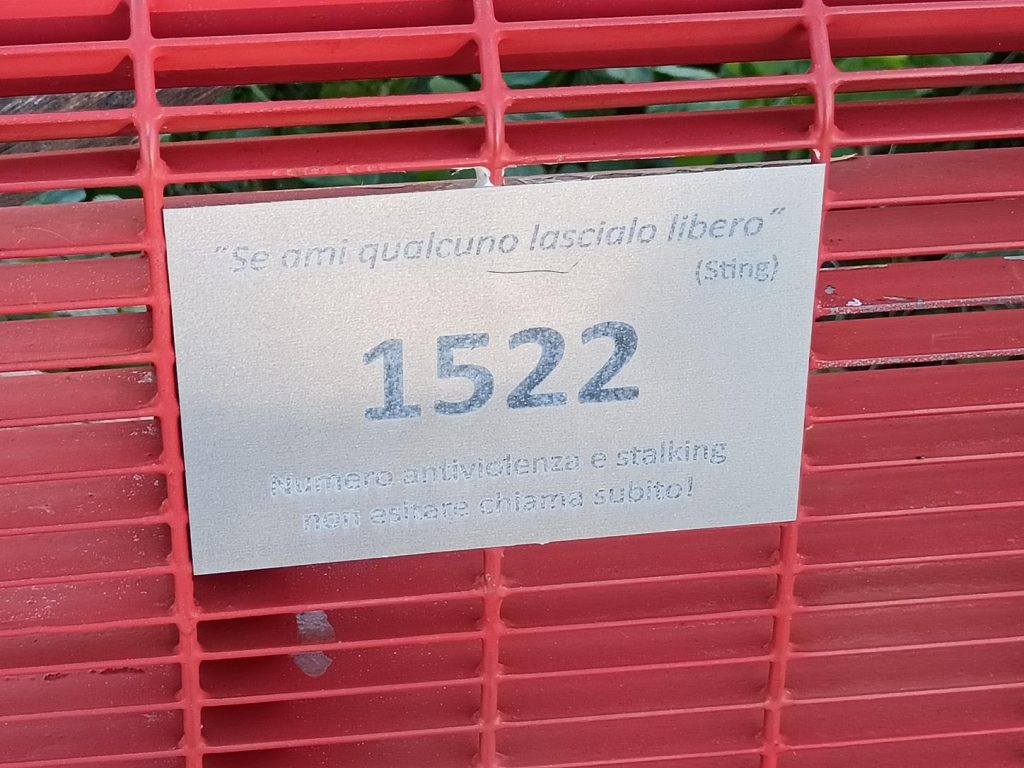 "Se ami qualcuno lascialo libero"
(Sting)
1522
Numero antiviolenza e stalking
non esitare chiama subito!